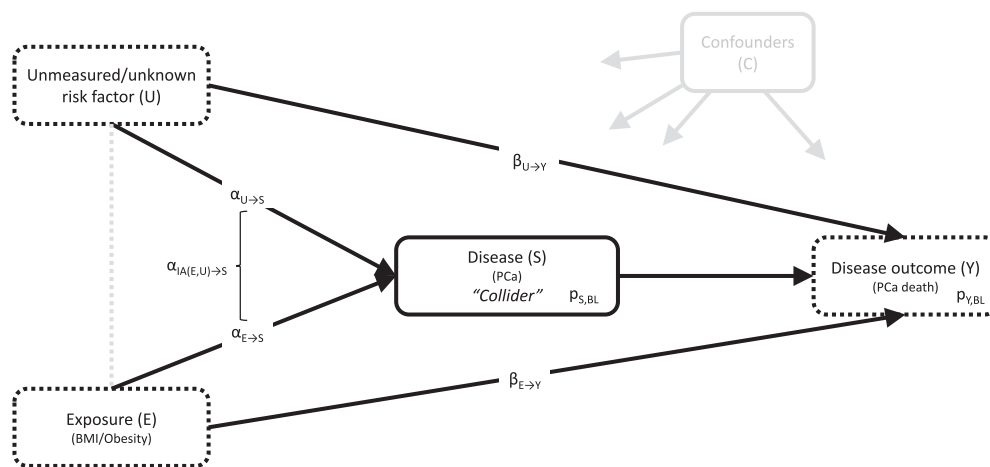 Confounders
(C)
Unmeasured/unknown
risk factor (U)
β_{U→Y}
α_{U→S}
α_{IA(E,U)→S}
Disease (S)
(PCa)
“Collider” p_{S,BL}
Disease outcome (Y)
(PCa death)
p_{Y,BL}
α_{E→S}
β_{E→Y}
Exposure (E)
(BMI/Obesity)